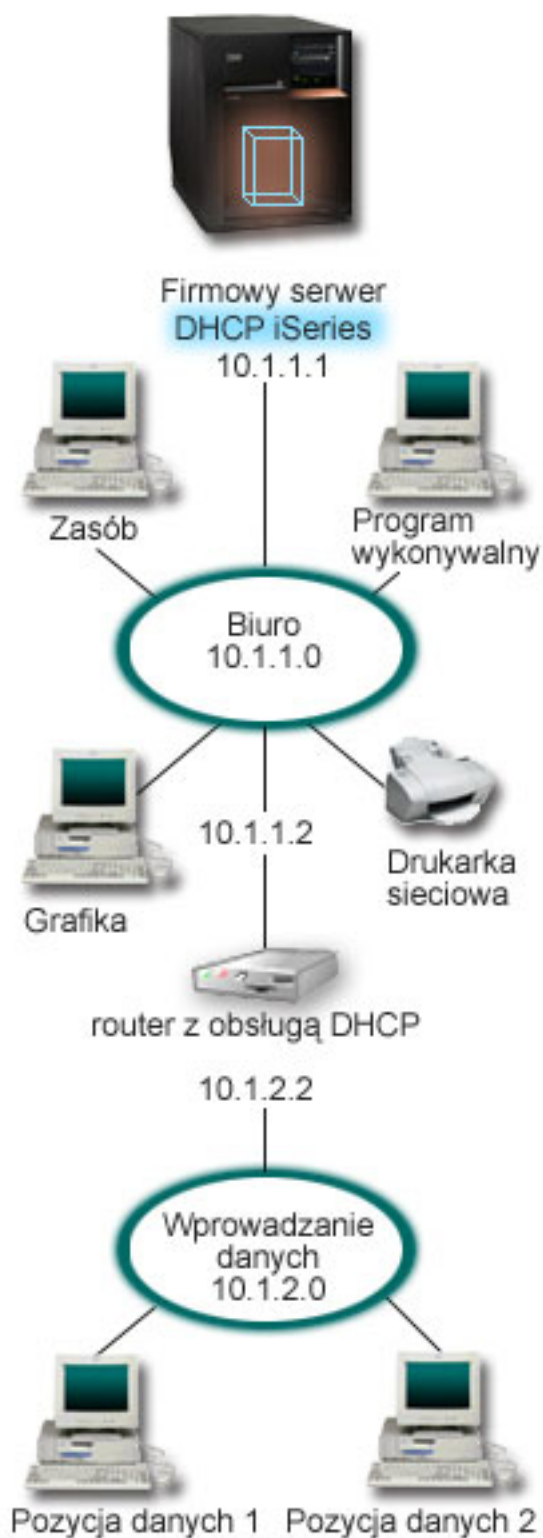 Firmowy serwer
DHCP iSeries
10.1.1.1
Zasób
Program
wykonywalny
Biuro
10.1.1.0
10.1.1.2
Grafika
Drukarka
sieciowa
router z obsługą DHCP
10.1.2.2
Wprowadzanie
danych
10.1.2.0
Pozycja danych 1
Pozycja danych 2